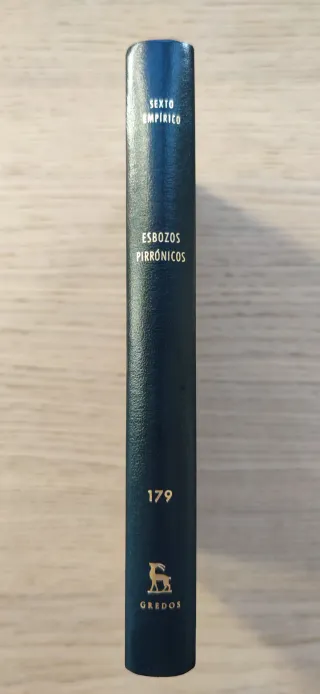 SEXTO
EMPÍRICO
ESBOZOS
PIRRÓNICOS
179
GREDOS